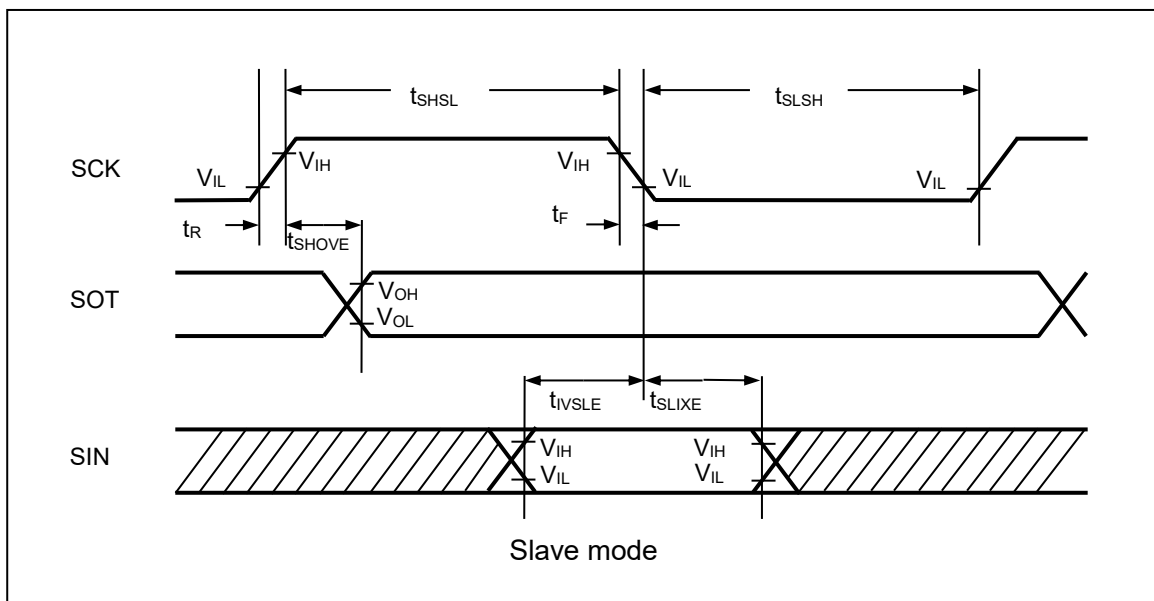 tSHSL tSLSH
SCK VIL VIH VIH VIL VIL
tR tSHOVE tF
SOT VOH
VOL
tIVSLE tSLIXE
SIN VIH VIH
VIL VIL
Slave mode